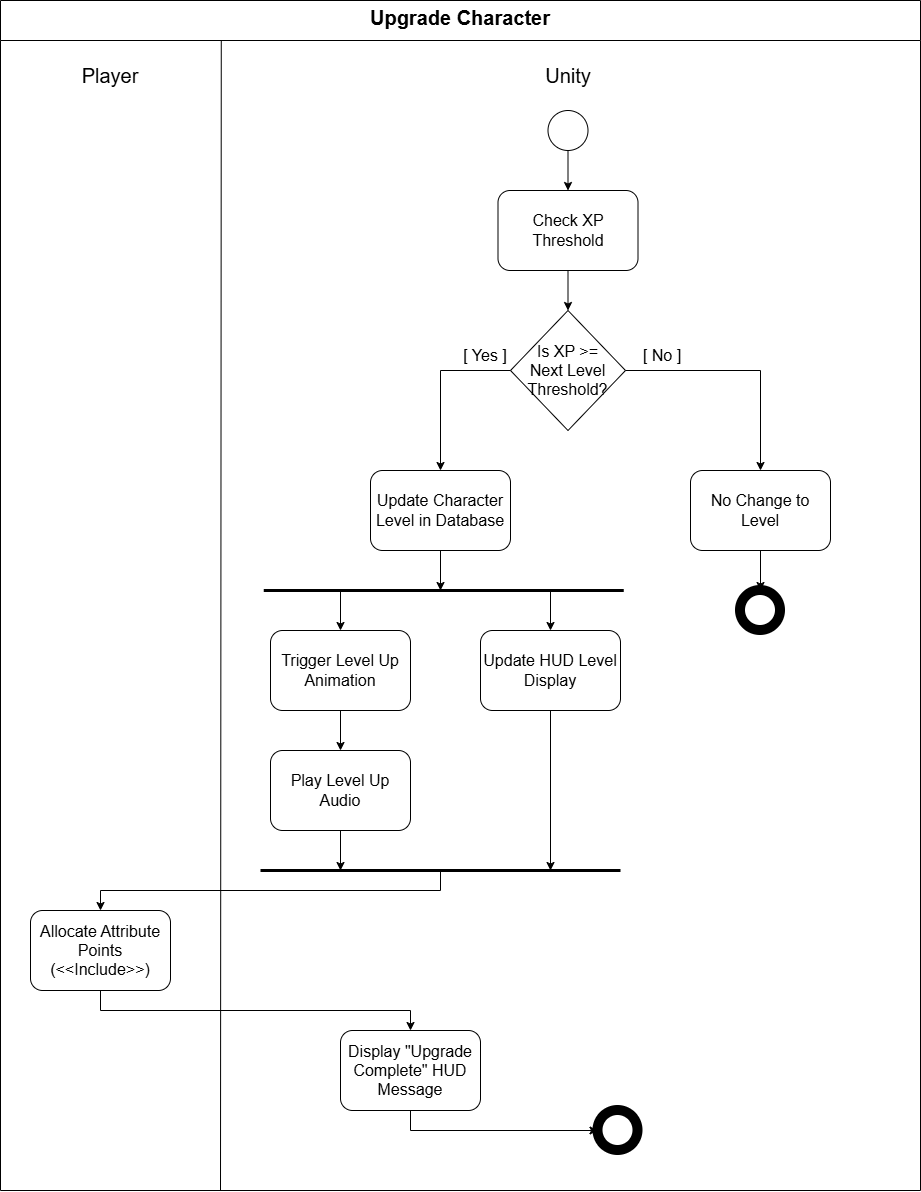 Upgrade Character
Player
Unity
Check XP
Threshold
Is XP >=
Next Level
Threshold?
[ Yes ]
[ No ]
Update Character
Level in Database
No Change to
Level
Trigger Level Up
Animation
Update HUD Level
Display
Play Level Up
Audio
Allocate Attribute
Points
(<<Include>>)
Display "Upgrade
Complete" HUD
Message